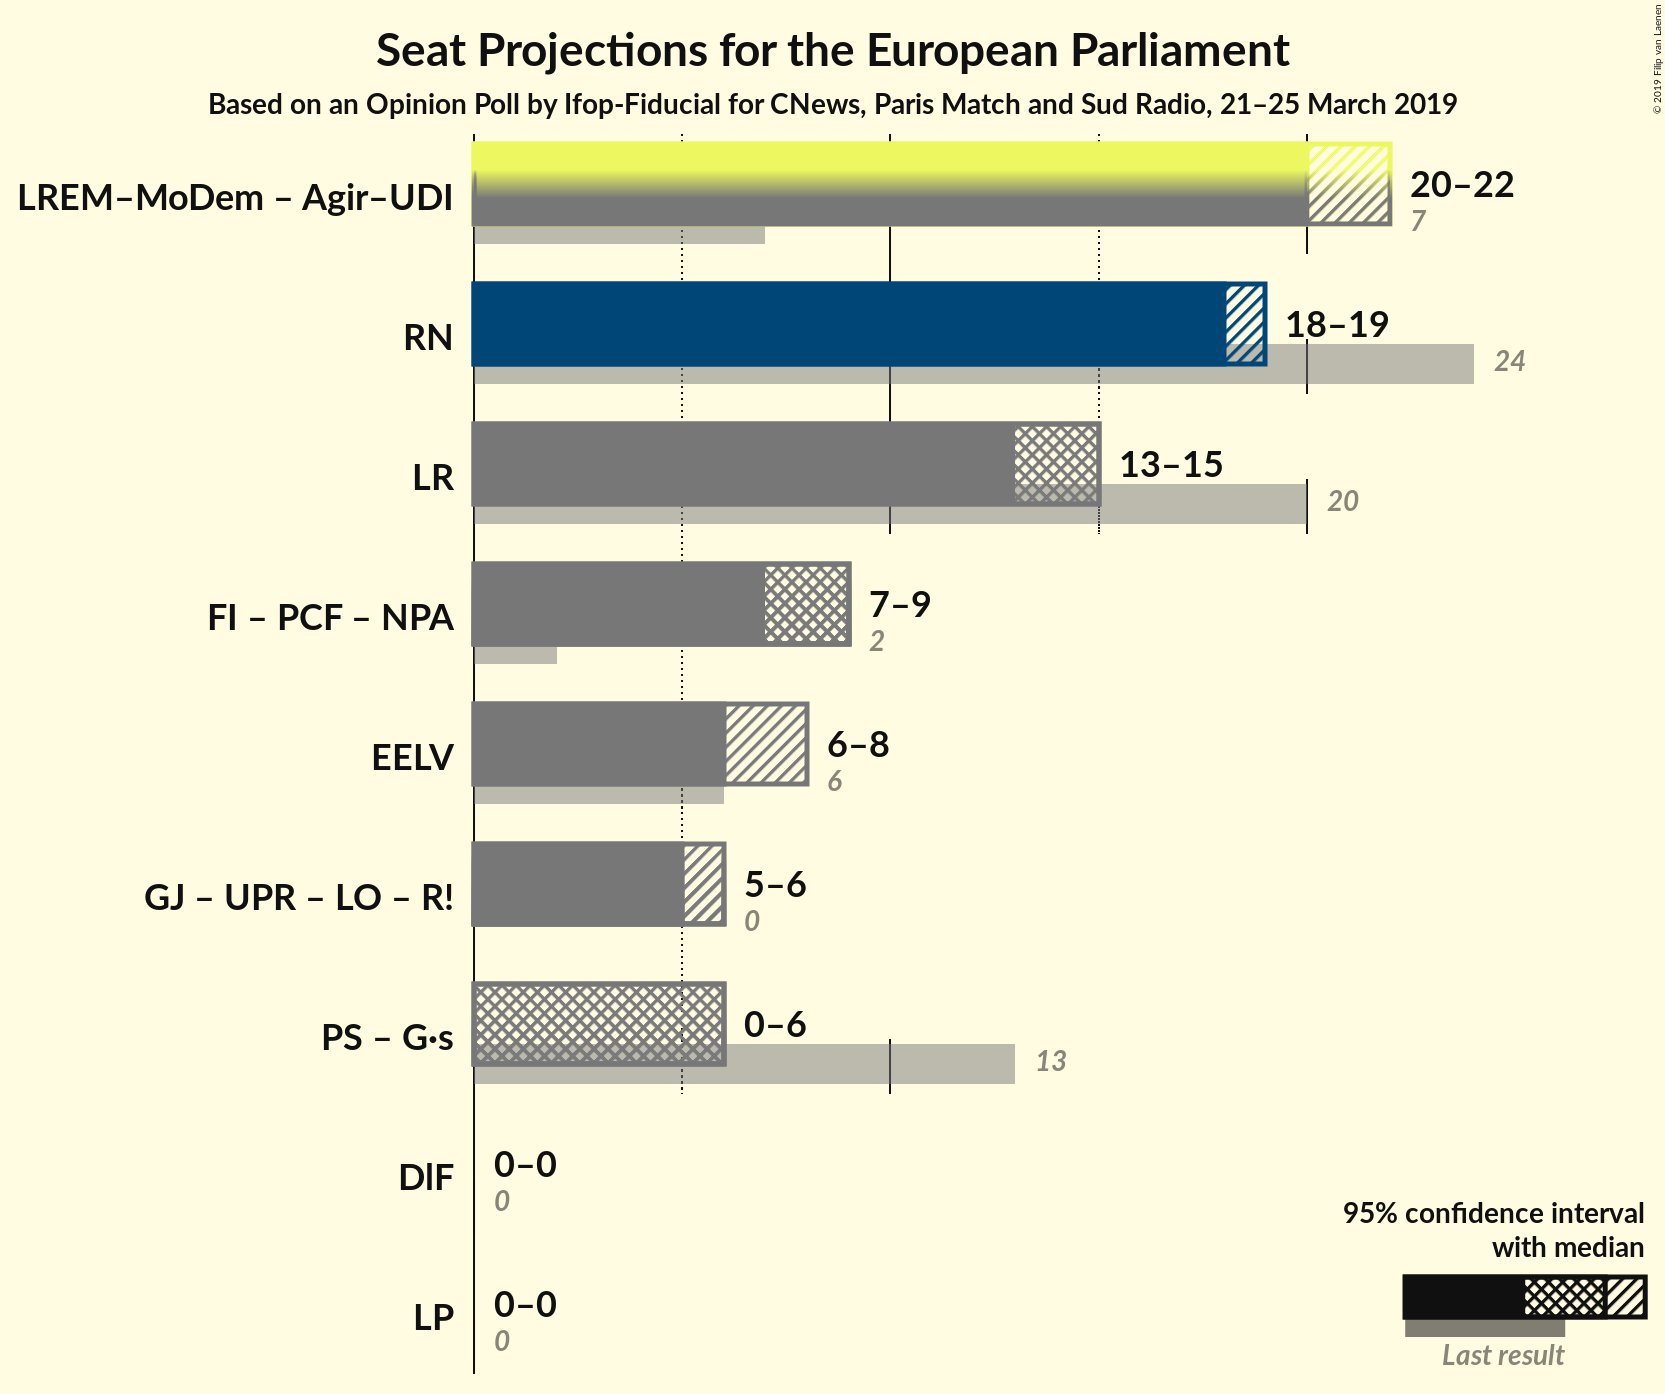 Seat Projections for the European Parliament
Based on an Opinion Poll by Ifop-Fiducial for CNews, Paris Match and Sud Radio, 21–25 March 2019
© 2019 Filip van Laenen
LREM–MoDem – Agir–UDI
20–22
7
RN
18–19
24
LR
13–15
20
FI – PCF – NPA
7–9
2
EELV
6–8
6
GJ – UPR – LO – R!
5–6
0
PS – G·s
0–6
13
DlF
0–0
0
LP
0–0
0
95% confidence interval
with median
Last result